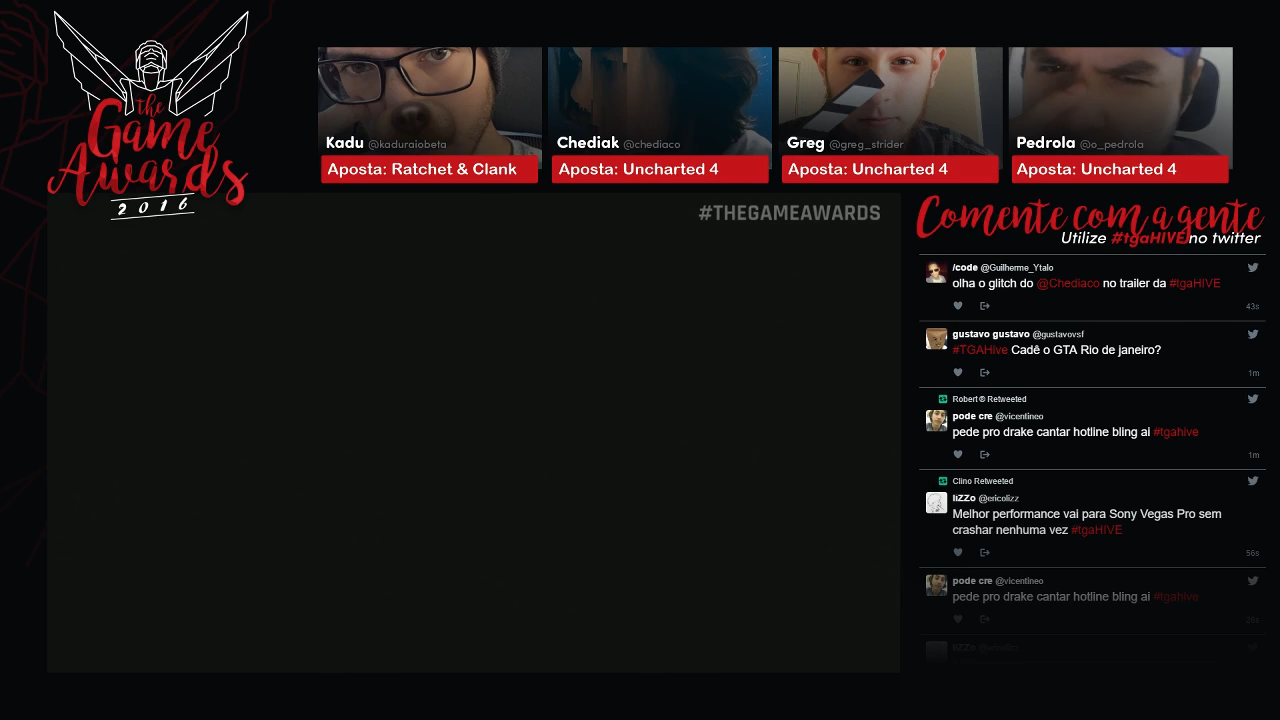 the
Game
Awards
2016
Kadu @kaduraiobeta
Aposta: Ratchet & Clank
Chediak @chediaco
Aposta: Uncharted 4
Greg @greg_strider
Aposta: Uncharted 4
Pedrola @o_pedrola
Aposta: Uncharted 4
#THEGAMEAWARDS
Comente com a gente
Utilize #tgaHIVE no twitter
/code @Guilherme_Ytalo
olha o glitch do @Chediaco no trailer da #tgaHIVE
43s
gustavo gustavo @gustavovsf
#TGAHive Cadê o GTA Rio de janeiro?
1m
Robert® Retweeted
pode cre @vicentineo
pede pro drake cantar hotline bling ai #tgahive
1m
Clino Retweeted
liZZo @ericolizz
Melhor performance vai para Sony Vegas Pro sem
crashar nenhuma vez #tgaHIVE
56s
pode cre @vicentineo
pede pro drake cantar hotline bling ai #tgahive
liZZo @ericolizz